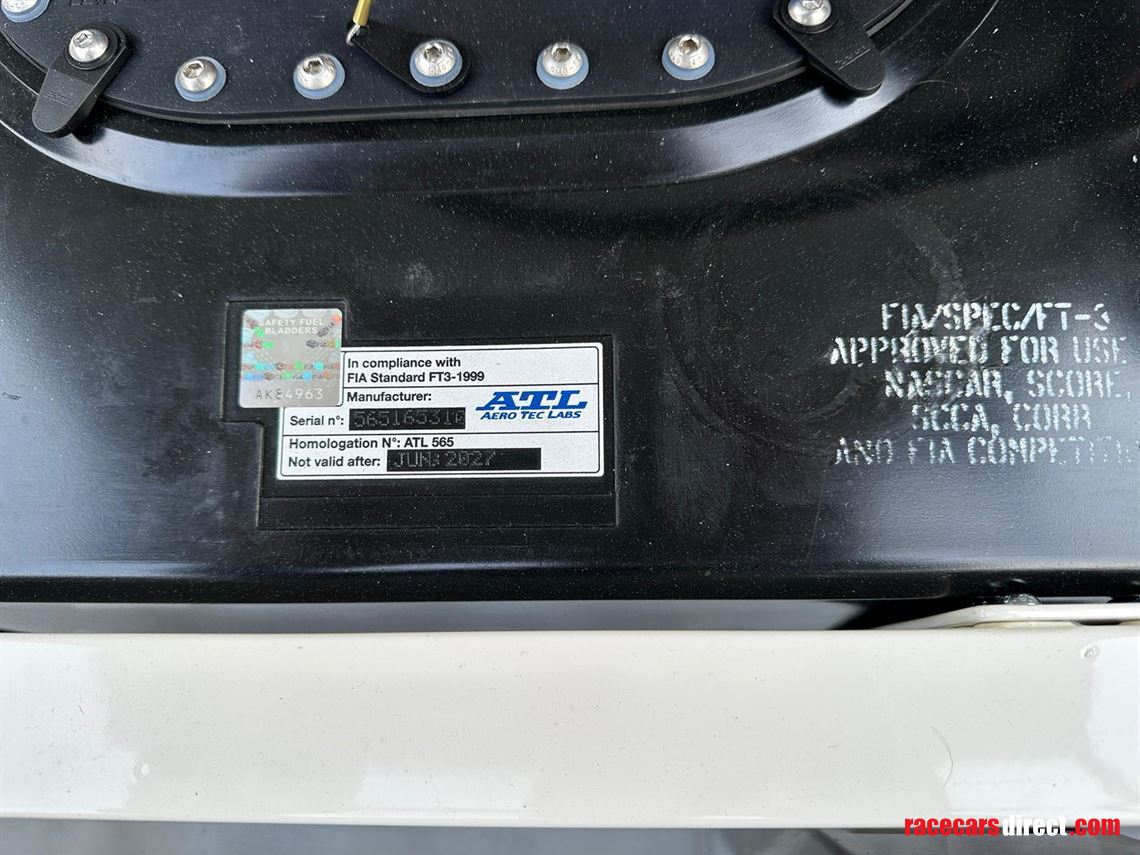 SAFETY FUEL
BLADDERS
AK84963
In compliance with
FIA Standard FT3-1999
Manufacturer:
ATL
AERO TEC LABS
Serial n°:
Homologation N°: ATL 565
Not valid after: JUN: 2027
FIA/SPEC/FT-3
APPROVED FOR USE
NASCAR, SCORE,
SCCA, CORR
AND FIA COMPETITION
racecarsdirect.com